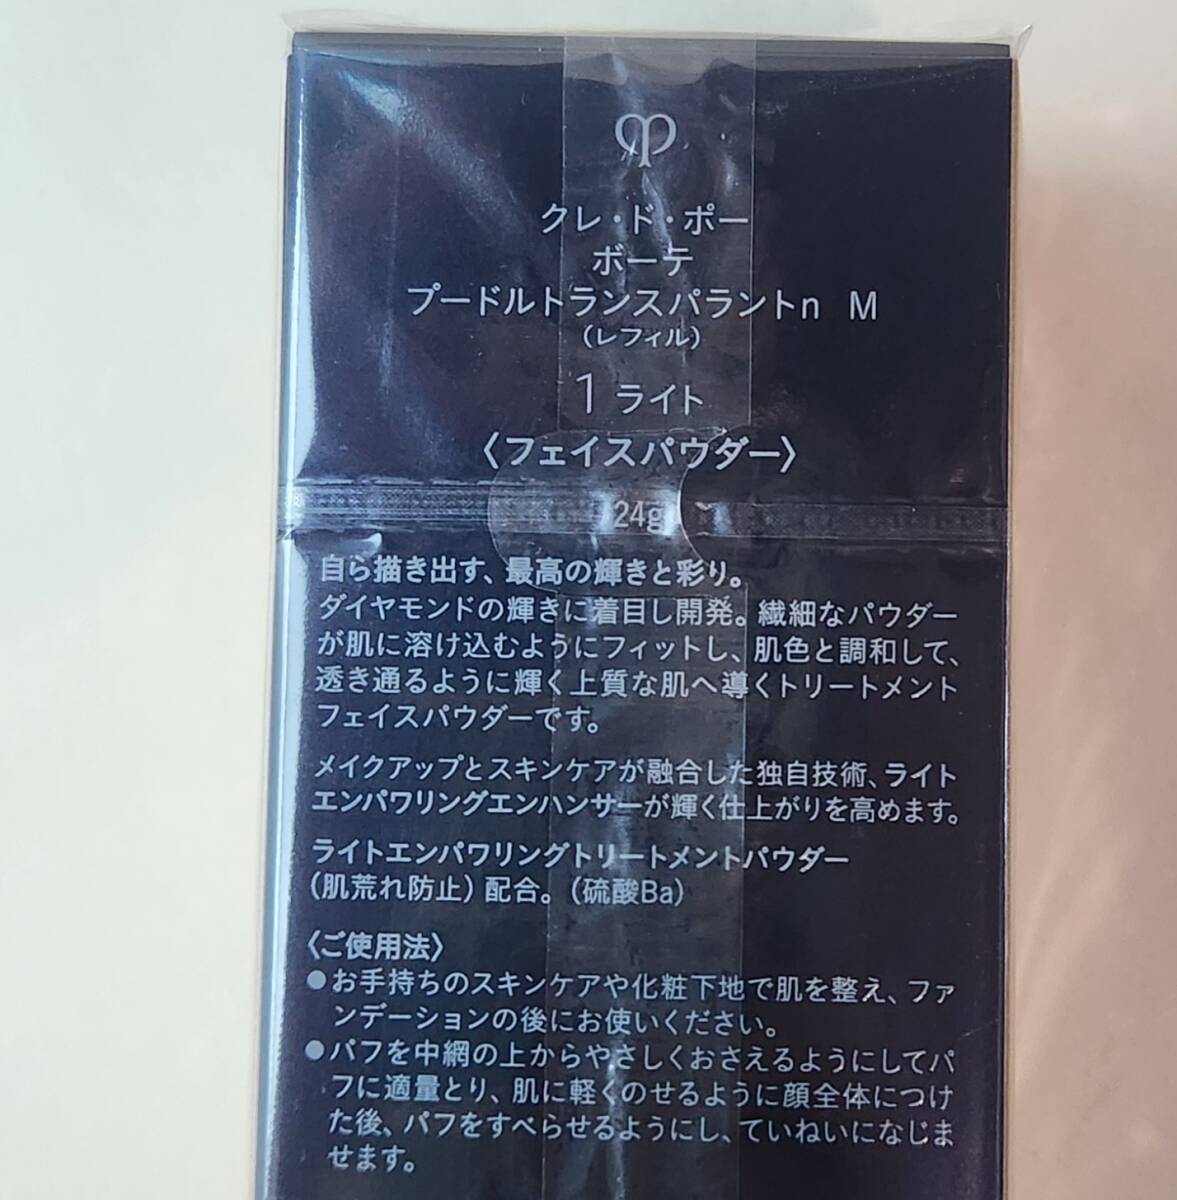 クレ・ド・ポー
ボーテ
プードルトランスパラントn M
(レフィル)
1 ライト
〈フェイスパウダー〉
24g
自ら描き出す、最高の輝きと彩り。
ダイヤモンドの輝きに着目し開発。繊細なパウダー
が肌に溶け込むようにフィットし、肌色と調和して、
透き通るように輝く上質な肌へ導くトリートメント
フェイスパウダーです。
メイクアップとスキンケアが融合した独自技術、ライト
エンパワリングエンハンサーが輝く仕上がりを高めます。
ライトエンパワリングトリートメントパウダー
(肌荒れ防止)配合。(硫酸Ba)
〈ご使用法〉
●お手持ちのスキンケアや化粧下地で肌を整え、ファ
ンデーションの後にお使いください。
●パフを中網の上からやさしくおさえるようにしてパ
フに適量とり、肌に軽くのせるように顔全体につけ
た後、パフをすべらせるようにし、ていねいになじま
せます。